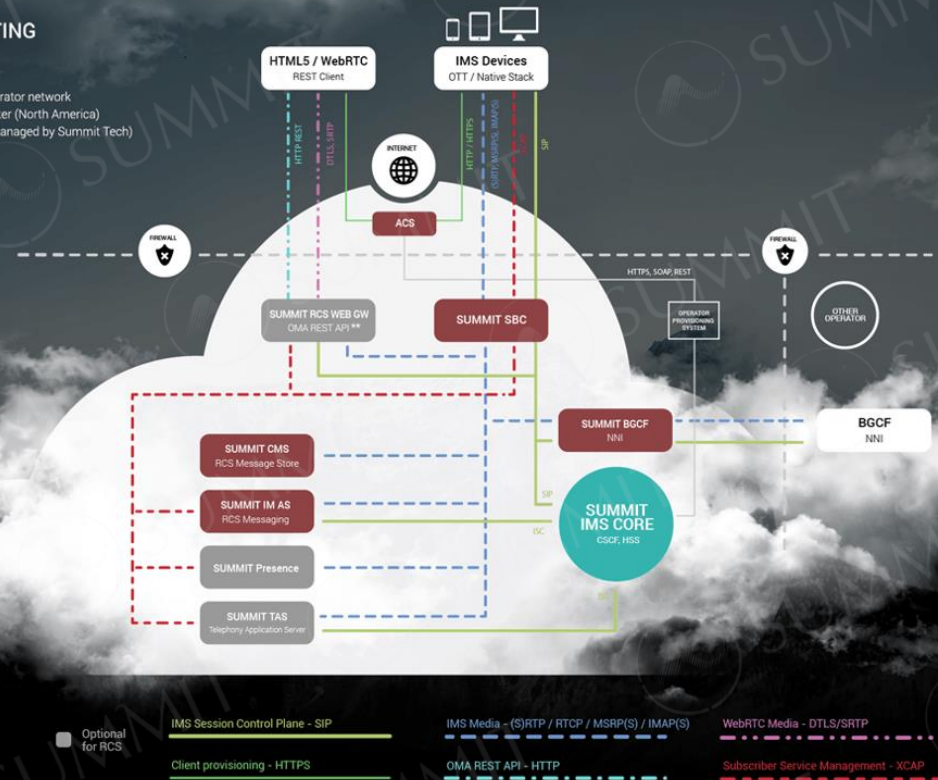 TING
rator network
ter (North America)
anaged by Summit Tech)
HTML5 / WebRTC
REST Client
IMS Devices
OTT / Native Stack
HTTP REST
DTLS, SRTP
HTTP / HTTPS
(S)RTP, MSRP(S), IMAP(S)
XCAP
SIP
INTERNET
ACS
FIREWALL
FIREWALL
HTTPS, SOAP, REST
SUMMIT RCS WEB GW
OMA REST API **
SUMMIT SBC
OPERATOR
PROVISIONING
SYSTEM
OTHER
OPERATOR
SUMMIT BGCF
NNI
BGCF
NNI
SUMMIT CMS
RCS Message Store
SUMMIT IM AS
RCS Messaging
SIP
ISC
SUMMIT
IMS CORE
CSCF, HSS
SUMMIT Presence
SUMMIT TAS
Telephony Application Server
Optional
for RCS
IMS Session Control Plane - SIP
IMS Media - (S)RTP / RTCP / MSRP(S) / IMAP(S)
WebRTC Media - DTLS/SRTP
Client provisioning - HTTPS
OMA REST API - HTTP
Subscriber Service Management - XCAP
SUMMIT
SUMMIT
SUMMIT
SUMMIT